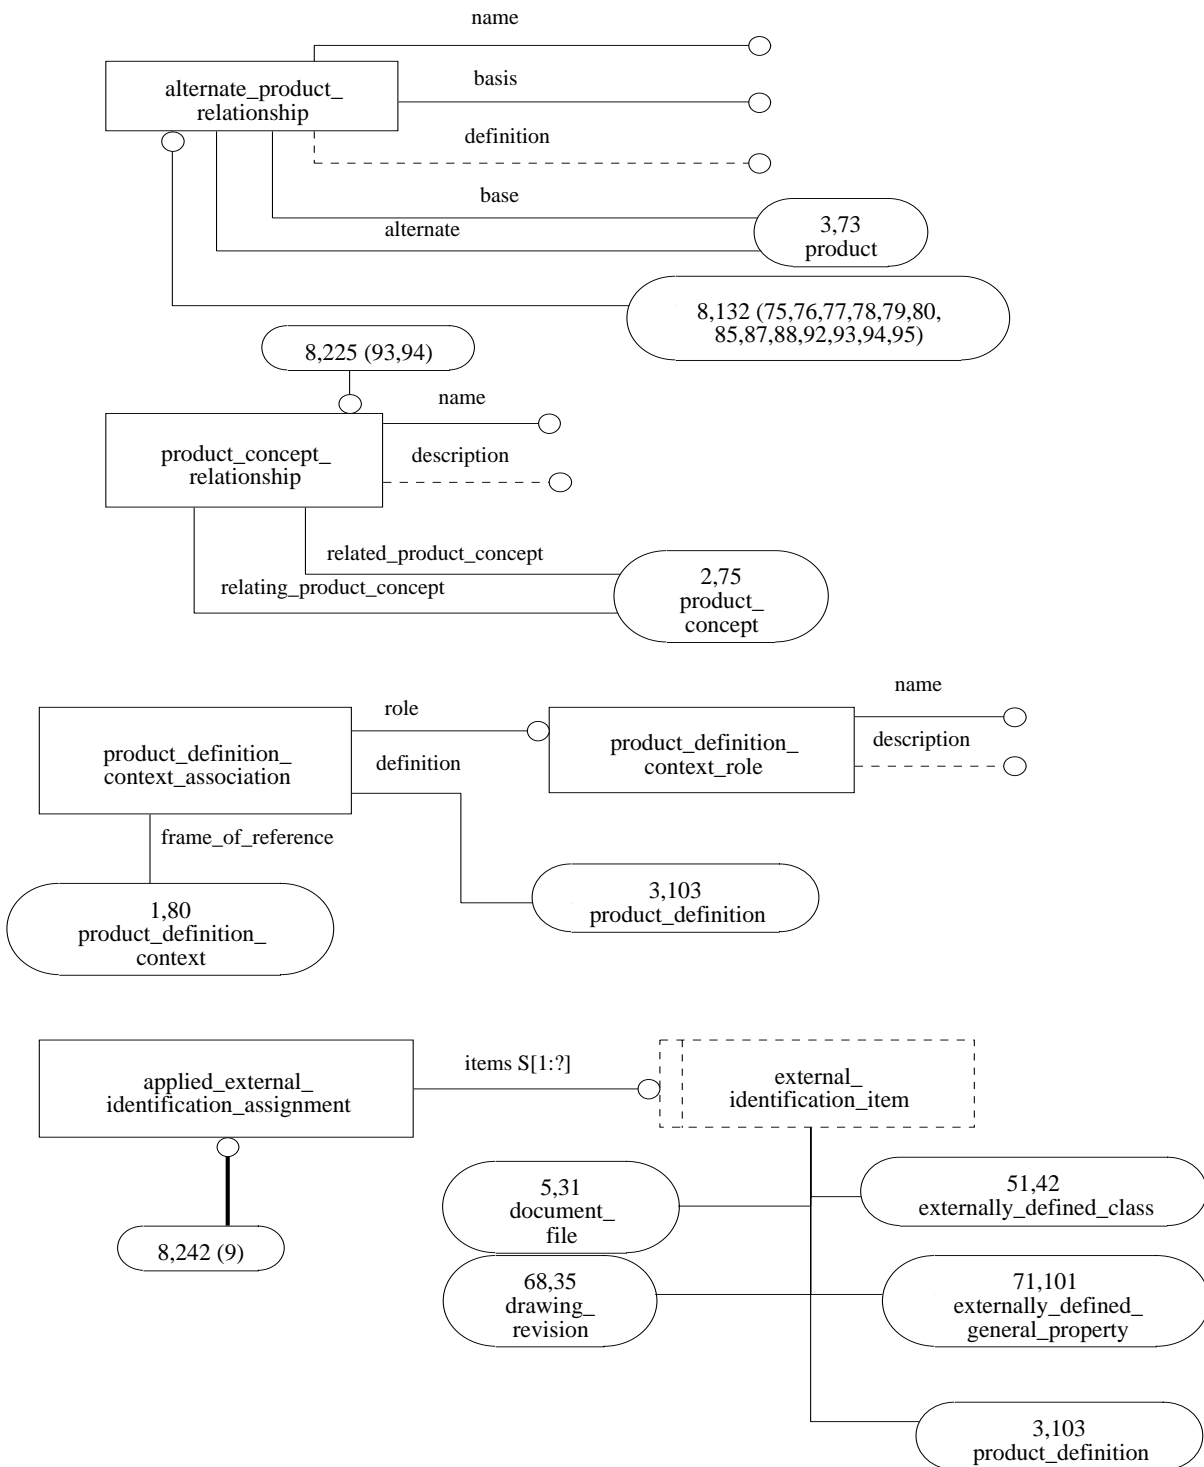 name
alternate_product_
relationship
basis
definition
base
alternate
3,73
product
8,132 (75,76,77,78,79,80,
85,87,88,92,93,94,95)
8,225 (93,94)
name
product_concept_
relationship
description
related_product_concept
relating_product_concept
2,75
product_
concept
product_definition_
context_association
role
definition
product_definition_
context_role
name
description
frame_of_reference
1,80
product_definition_
context
3,103
product_definition
applied_external_
identification_assignment
items S[1:?]
external_
identification_item
8,242 (9)
5,31
document_
file
51,42
externally_defined_class
68,35
drawing_
revision
71,101
externally_defined_
general_property
3,103
product_definition